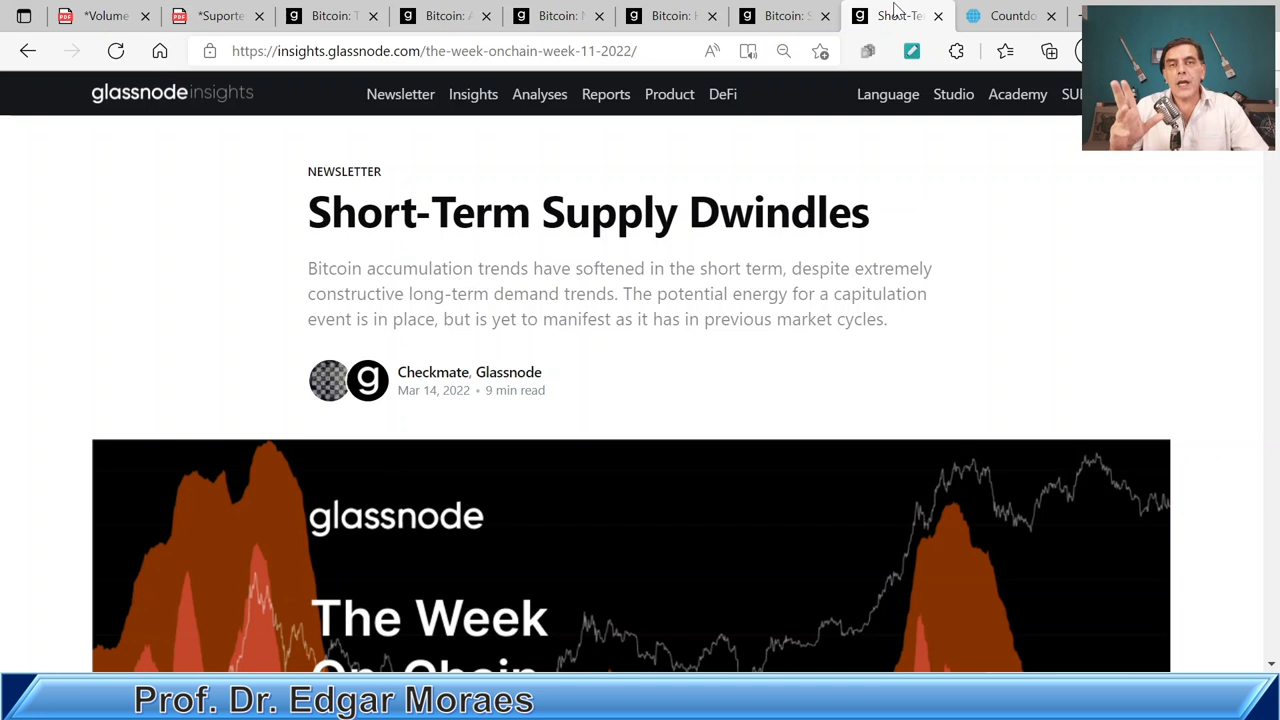 *Volume
*Suporte
Bitcoin: T
Bitcoin: A
Bitcoin:
Bitcoin:
Bitcoin: S
Countdo
https://insights.glassnode.com/the-week-onchain-week-11-2022/
glassnode insights
Newsletter Insights Analyses Reports Product DeFi
Language Studio Academy
NEWSLETTER
Short-Term Supply Dwindles
Bitcoin accumulation trends have softened in the short term, despite extremely
constructive long-term demand trends. The potential energy for a capitulation
event is in place, but is yet to manifest as it has in previous market cycles.
Checkmate, Glassnode
Mar 14, 2022 • 9 min read
glassnode
The Week
On-Chain
Prof. Dr. Edgar Moraes